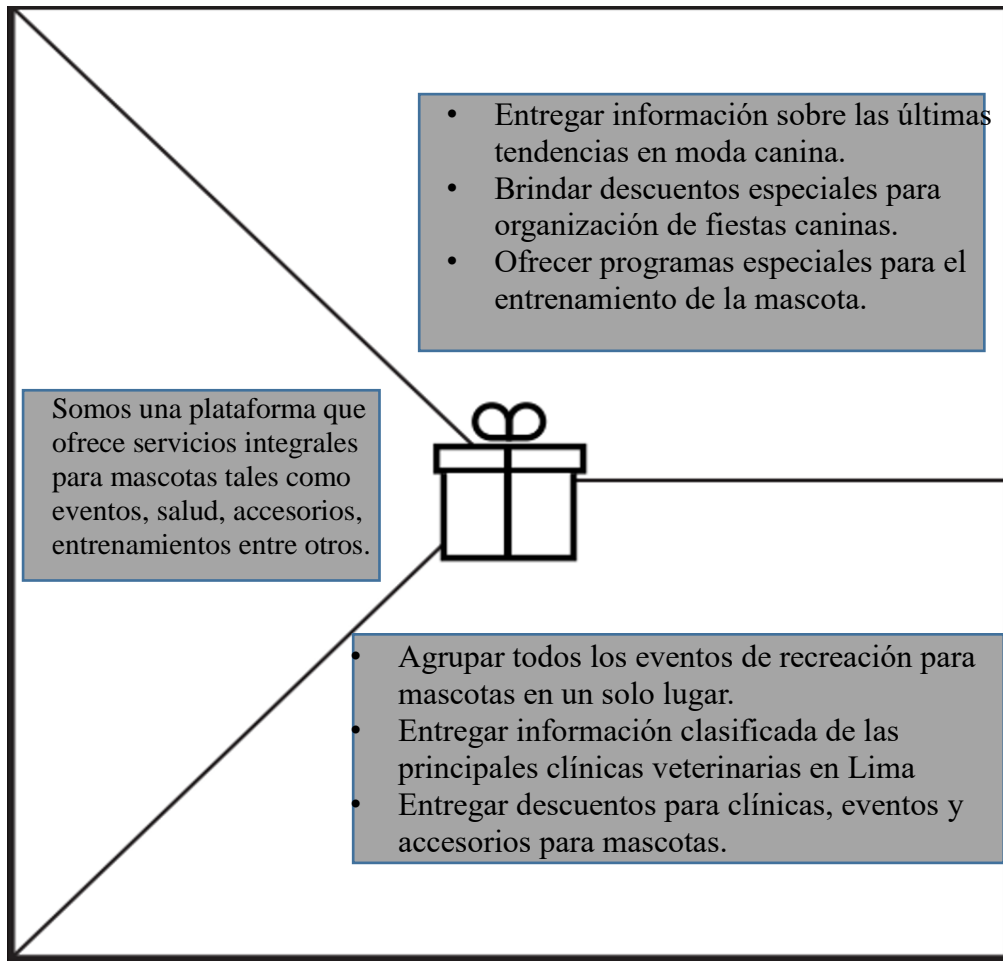 • Entregar información sobre las últimas
tendencias en moda canina.
• Brindar descuentos especiales para
organización de fiestas caninas.
• Ofrecer programas especiales para el
entrenamiento de la mascota.
Somos una plataforma que
ofrece servicios integrales
para mascotas tales como
eventos, salud, accesorios,
entrenamientos entre otros.
• Agrupar todos los eventos de recreación para
mascotas en un solo lugar.
• Entregar información clasificada de las
principales clínicas veterinarias en Lima
• Entregar descuentos para clínicas, eventos y
accesorios para mascotas.